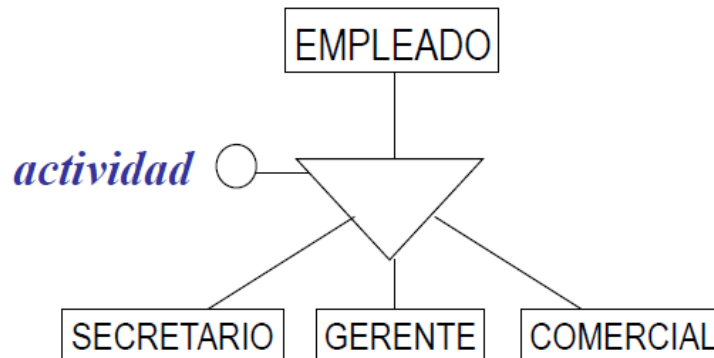 EMPLEADO
actividad
SECRETARIO
GERENTE
COMERCIAL